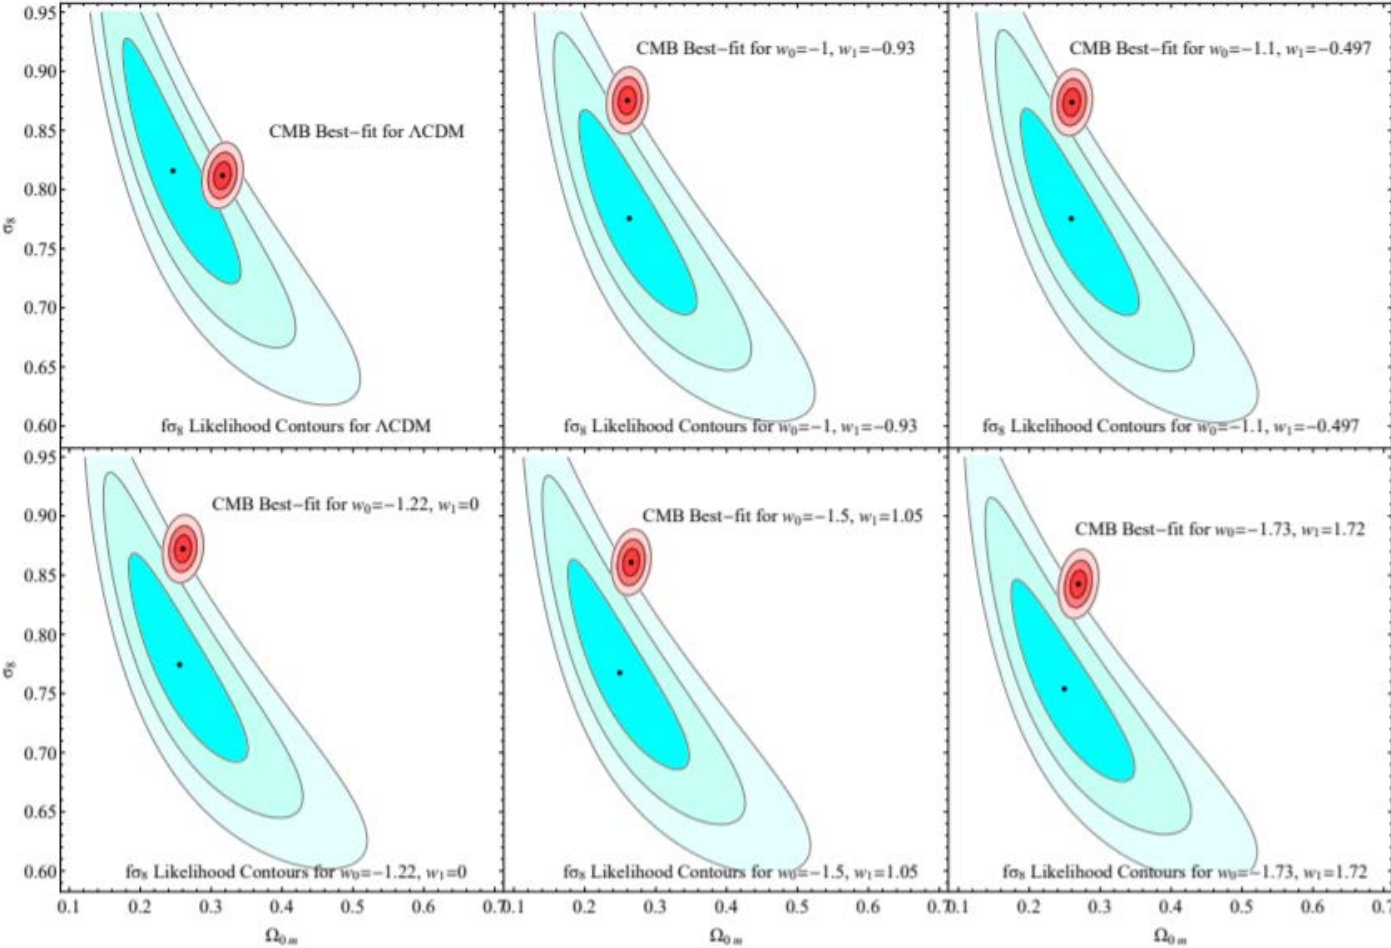 0.95
0.90
0.85
0.80
0.75
0.70
0.65
0.60
σ₈
CMB Best–fit for ΛCDM
fσ₈ Likelihood Contours for ΛCDM
CMB Best–fit for w₀=−1, w₁=−0.93
fσ₈ Likelihood Contours for w₀=−1, w₁=−0.93
CMB Best–fit for w₀=−1.1, w₁=−0.497
fσ₈ Likelihood Contours for w₀=−1.1, w₁=−0.497
0.95
0.90
0.85
0.80
0.75
0.70
0.65
0.60
σ₈
CMB Best–fit for w₀=−1.22, w₁=0
fσ₈ Likelihood Contours for w₀=−1.22, w₁=0
CMB Best–fit for w₀=−1.5, w₁=1.05
fσ₈ Likelihood Contours for w₀=−1.5, w₁=1.05
CMB Best–fit for w₀=−1.73, w₁=1.72
fσ₈ Likelihood Contours for w₀=−1.73, w₁=1.72
0.1 0.2 0.3 0.4 0.5 0.6 0.7 0.1 0.2 0.3 0.4 0.5 0.6 0.7 0.1 0.2 0.3 0.4 0.5 0.6
Ω₀ₘ Ω₀ₘ Ω₀ₘ